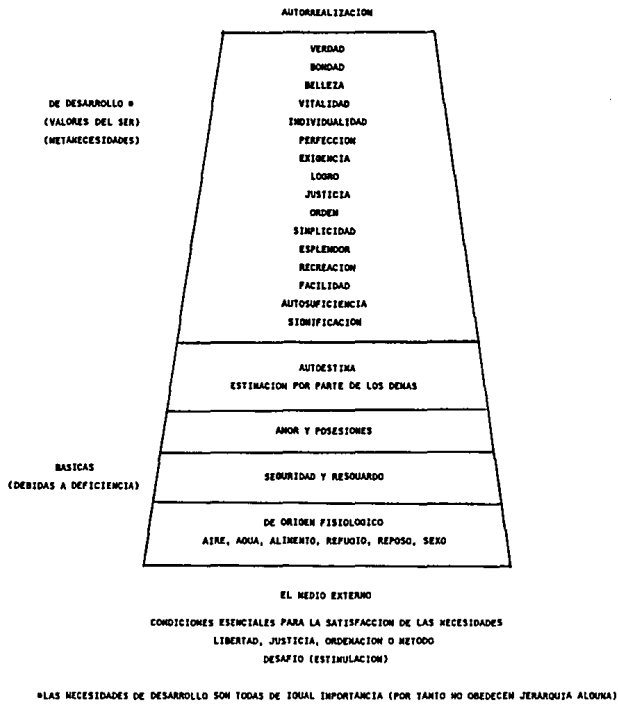 AUTORREALIZACION
VERDAD
BONDAD
BELLEZA
DE DESARROLLO *
VITALIDAD
(VALORES DEL SER)
INDIVIDUALIDAD
(METANECESIDADES)
PERFECCION
EXIGENCIA
LOGRO
JUSTICIA
ORDEN
SIMPLICIDAD
ESPLENDOR
RECREACION
FACILIDAD
AUTOSUFICIENCIA
SIGNIFICACION
AUTOESTIMA
ESTIMACION POR PARTE DE LOS DEMAS
AMOR Y POSESIONES
BASICAS
(DEBIDAS A DEFICIENCIA)
SEGURIDAD Y RESGUARDO
DE ORIGEN FISIOLOGICO
AIRE, AGUA, ALIMENTO, REFUGIO, REPOSO, SEXO
EL MEDIO EXTERNO
CONDICIONES ESENCIALES PARA LA SATISFACCION DE LAS NECESIDADES
LIBERTAD, JUSTICIA, ORDENACION O METODO
DESAFIO (ESTIMULACION)
*LAS NECESIDADES DE DESARROLLO SON TODAS DE IGUAL IMPORTANCIA (POR TANTO NO OBEDECEN JERARQUIA ALGUNA)